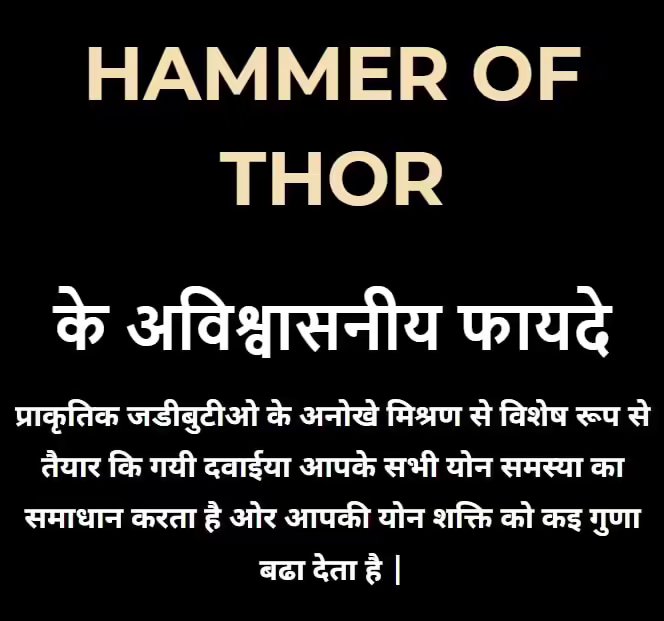 HAMMER OF
THOR
के अविश्वासनीय फायदे
प्राकृतिक जडीबुटीओ के अनोखे मिश्रण से विशेष रूप से
तैयार कि गयी दवाईया आपके सभी योन समस्या का
समाधान करता है ओर आपकी योन शक्ति को कइ गुणा
बढा देता है |